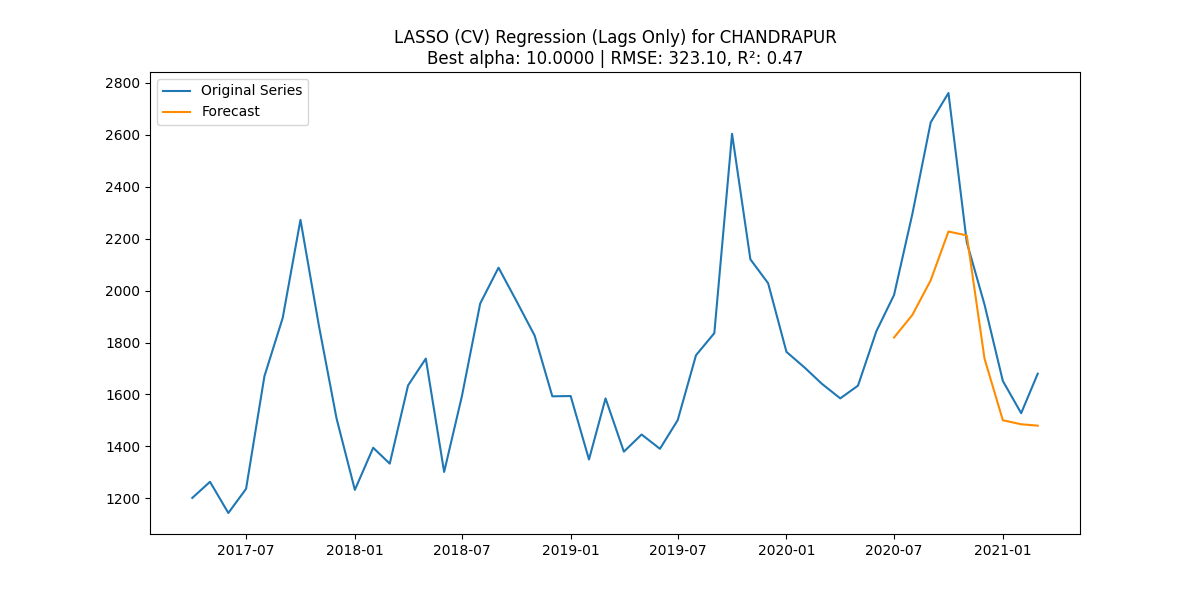 LASSO (CV) Regression (Lags Only) for CHANDRAPUR
Best alpha: 10.0000 | RMSE: 323.10, R²: 0.47
Original Series
Forecast
2800
2600
2400
2200
2000
1800
1600
1400
1200
2017-07 2018-01 2018-07 2019-01 2019-07 2020-01 2020-07 2021-01